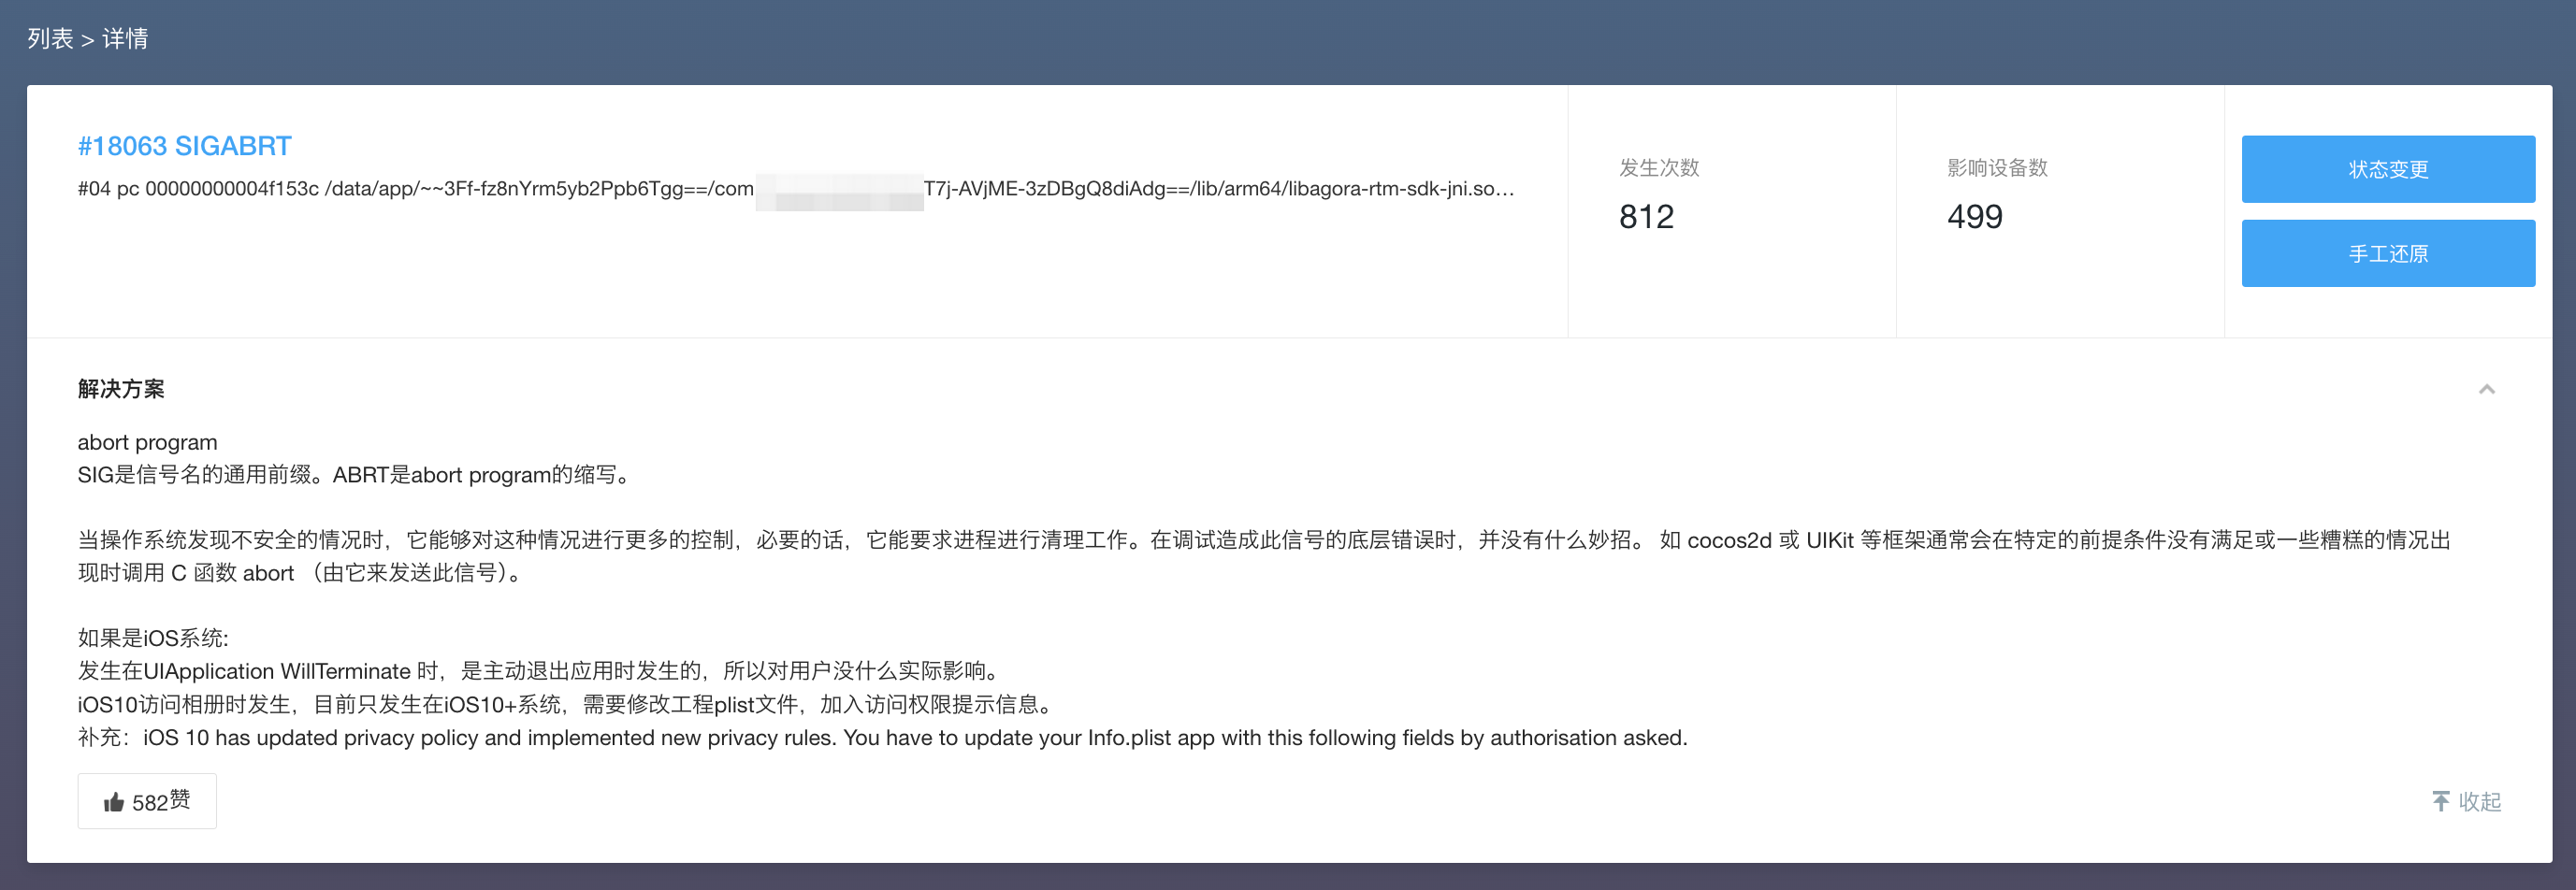 列表 > 详情
#18063 SIGABRT
#04 pc 00000000004f153c /data/app/~~3Ff-fz8nYrm5yb2Ppb6Tgg==/com T7j-AVjME-3zDBgQ8diAdg==/lib/arm64/libagora-rtm-sdk-jni.so...
发生次数
812
影响设备数
499
状态变更
手工还原
解决方案
abort program
SIG是信号名的通用前缀。ABRT是abort program的缩写。
当操作系统发现不安全的情况时，它能够对这种情况进行更多的控制，必要的话，它能要求进程进行清理工作。在调试造成此信号的底层错误时，并没有什么妙招。 如 cocos2d 或 UIKit 等框架通常会在特定的前提条件没有满足或一些糟糕的情况出
现时调用 C 函数 abort （由它来发送此信号）。
如果是iOS系统:
发生在UIApplication WillTerminate 时，是主动退出应用时发生的，所以对用户没什么实际影响。
iOS10访问相册时发生，目前只发生在iOS10+系统，需要修改工程plist文件，加入访问权限提示信息。
补充：iOS 10 has updated privacy policy and implemented new privacy rules. You have to update your Info.plist app with this following fields by authorisation asked.
582赞
收起